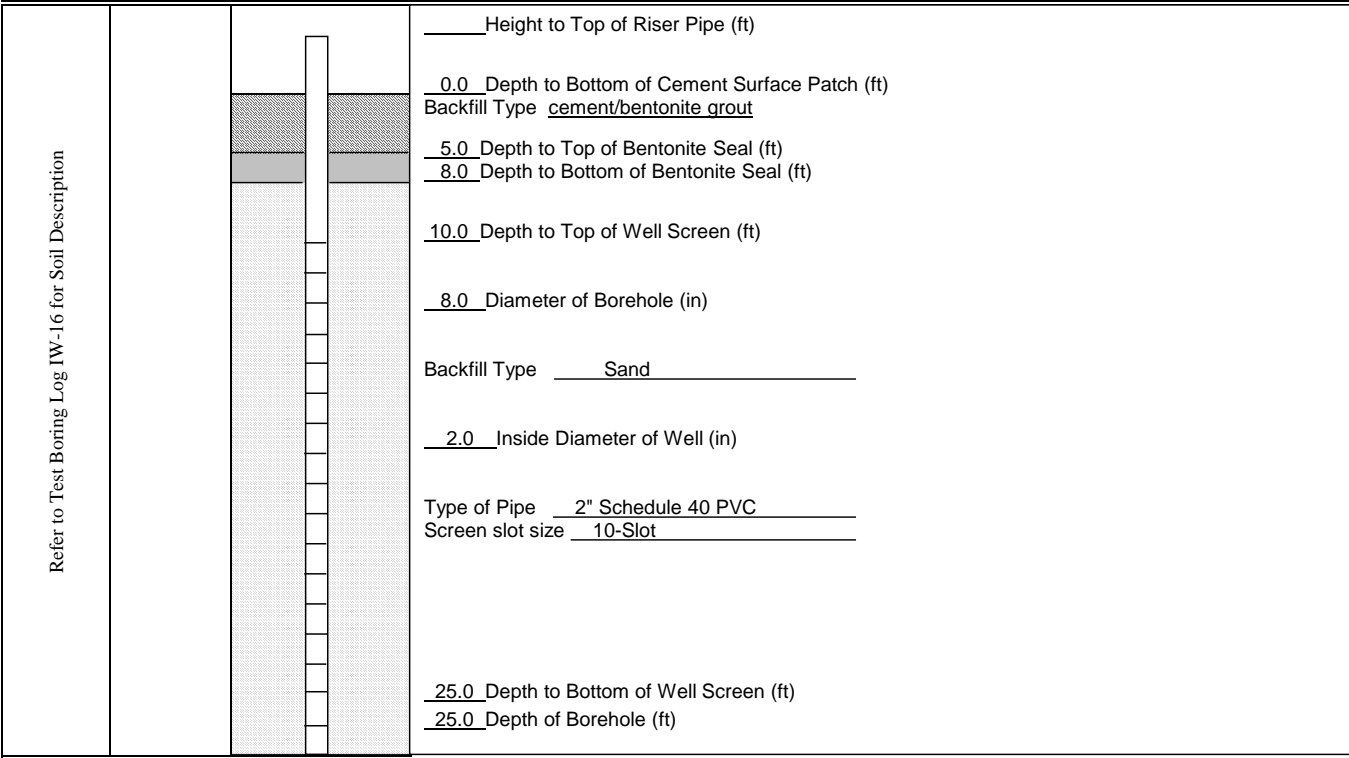 Refer to Test Boring Log IW-16 for Soil Description
Height to Top of Riser Pipe (ft)
0.0 Depth to Bottom of Cement Surface Patch (ft)
Backfill Type cement/bentonite grout
5.0 Depth to Top of Bentonite Seal (ft)
8.0 Depth to Bottom of Bentonite Seal (ft)
10.0 Depth to Top of Well Screen (ft)
8.0 Diameter of Borehole (in)
Backfill Type Sand
2.0 Inside Diameter of Well (in)
Type of Pipe 2" Schedule 40 PVC
Screen slot size 10-Slot
25.0 Depth to Bottom of Well Screen (ft)
25.0 Depth of Borehole (ft)